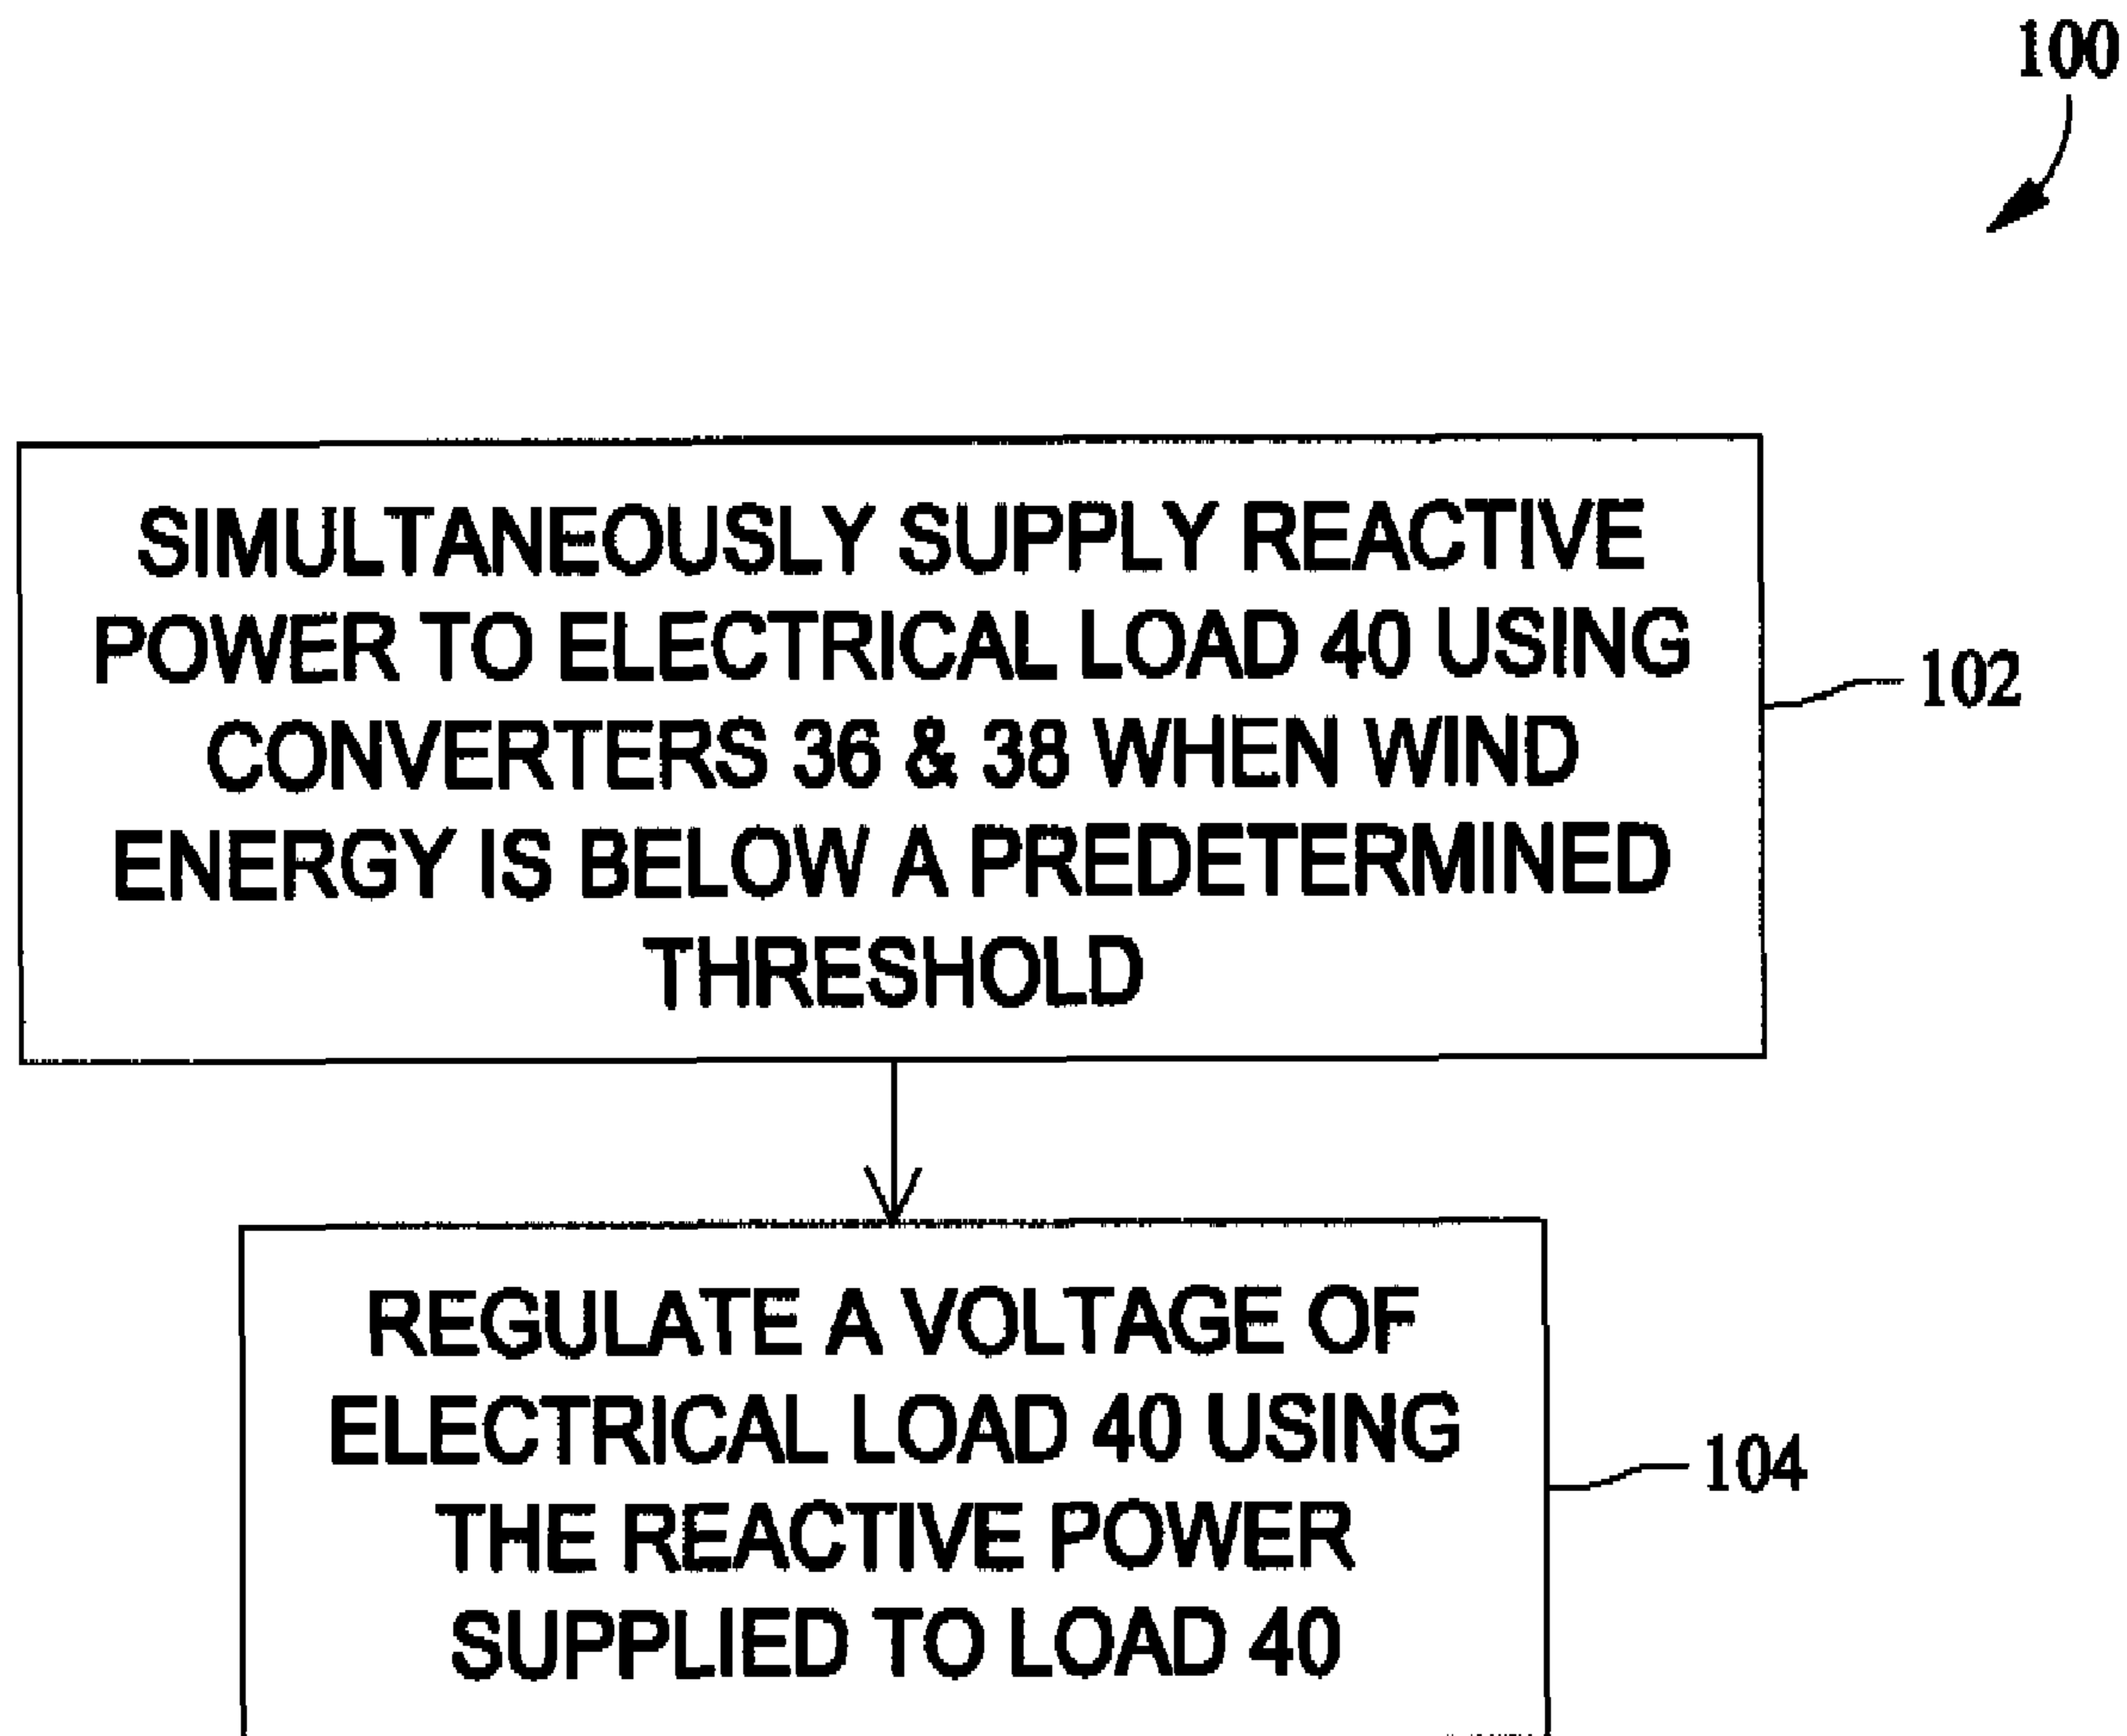 100
SIMULTANEOUSLY SUPPLY REACTIVE
POWER TO ELECTRICAL LOAD 40 USING
CONVERTERS 36 & 38 WHEN WIND
ENERGY IS BELOW A PREDETERMINED
THRESHOLD
102
REGULATE A VOLTAGE OF
ELECTRICAL LOAD 40 USING
THE REACTIVE POWER
SUPPLIED TO LOAD 40
104